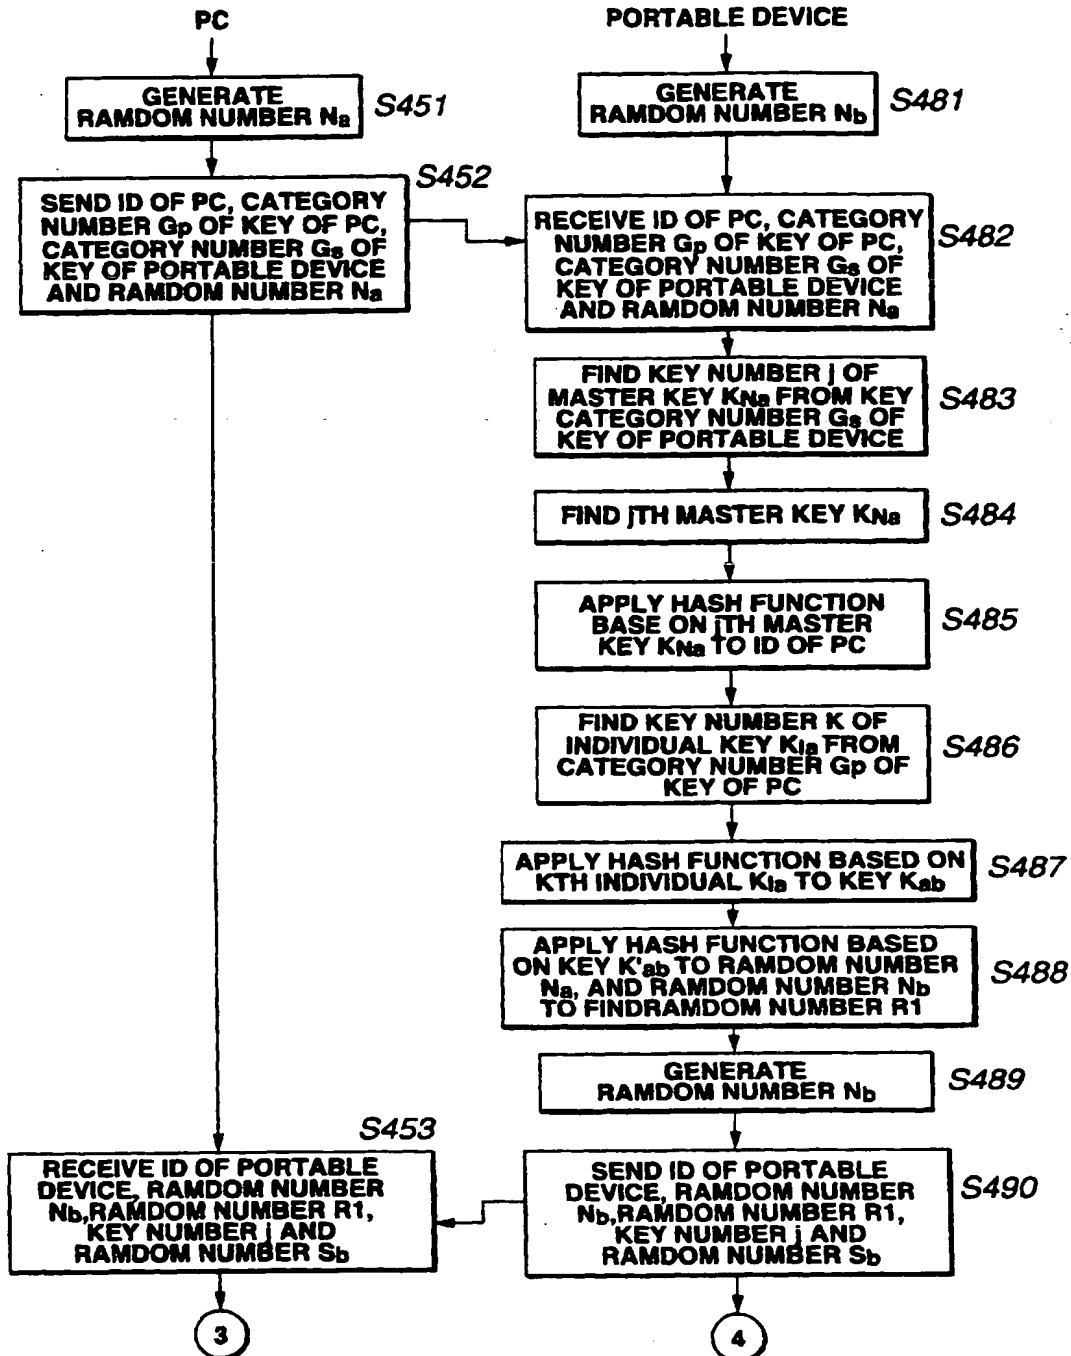 PC
GENERATE
RAMDOM NUMBER Na
S451
SEND ID OF PC, CATEGORY
NUMBER Gp OF KEY OF PC,
CATEGORY NUMBER Gs OF
KEY OF PORTABLE DEVICE
AND RAMDOM NUMBER Na
S452
PORTABLE DEVICE
GENERATE
RAMDOM NUMBER Nb
S481
RECEIVE ID OF PC, CATEGORY
NUMBER Gp OF KEY OF PC,
CATEGORY NUMBER Gs OF
KEY OF PORTABLE DEVICE
AND RAMDOM NUMBER Na
S482
FIND KEY NUMBER j OF
MASTER KEY KNa FROM KEY
CATEGORY NUMBER Gs OF
KEY OF PORTABLE DEVICE
S483
FIND jTH MASTER KEY KNa
S484
APPLY HASH FUNCTION
BASE ON jTH MASTER
KEY KNa TO ID OF PC
S485
FIND KEY NUMBER K OF
INDIVIDUAL KEY KIa FROM
CATEGORY NUMBER Gp OF
KEY OF PC
S486
APPLY HASH FUNCTION BASED ON
KTH INDIVIDUAL KIa TO KEY Kab
S487
APPLY HASH FUNCTION BASED
ON KEY K'ab TO RAMDOM NUMBER
Na, AND RAMDOM NUMBER Nb
TO FINDRAMDOM NUMBER R1
S488
GENERATE
RAMDOM NUMBER Nb
S489
SEND ID OF PORTABLE
DEVICE, RAMDOM NUMBER
Nb,RAMDOM NUMBER R1,
KEY NUMBER j AND
RAMDOM NUMBER Sb
S490
4
S453
RECEIVE ID OF PORTABLE
DEVICE, RAMDOM NUMBER
Nb,RAMDOM NUMBER R1,
KEY NUMBER j AND
RAMDOM NUMBER Sb
3